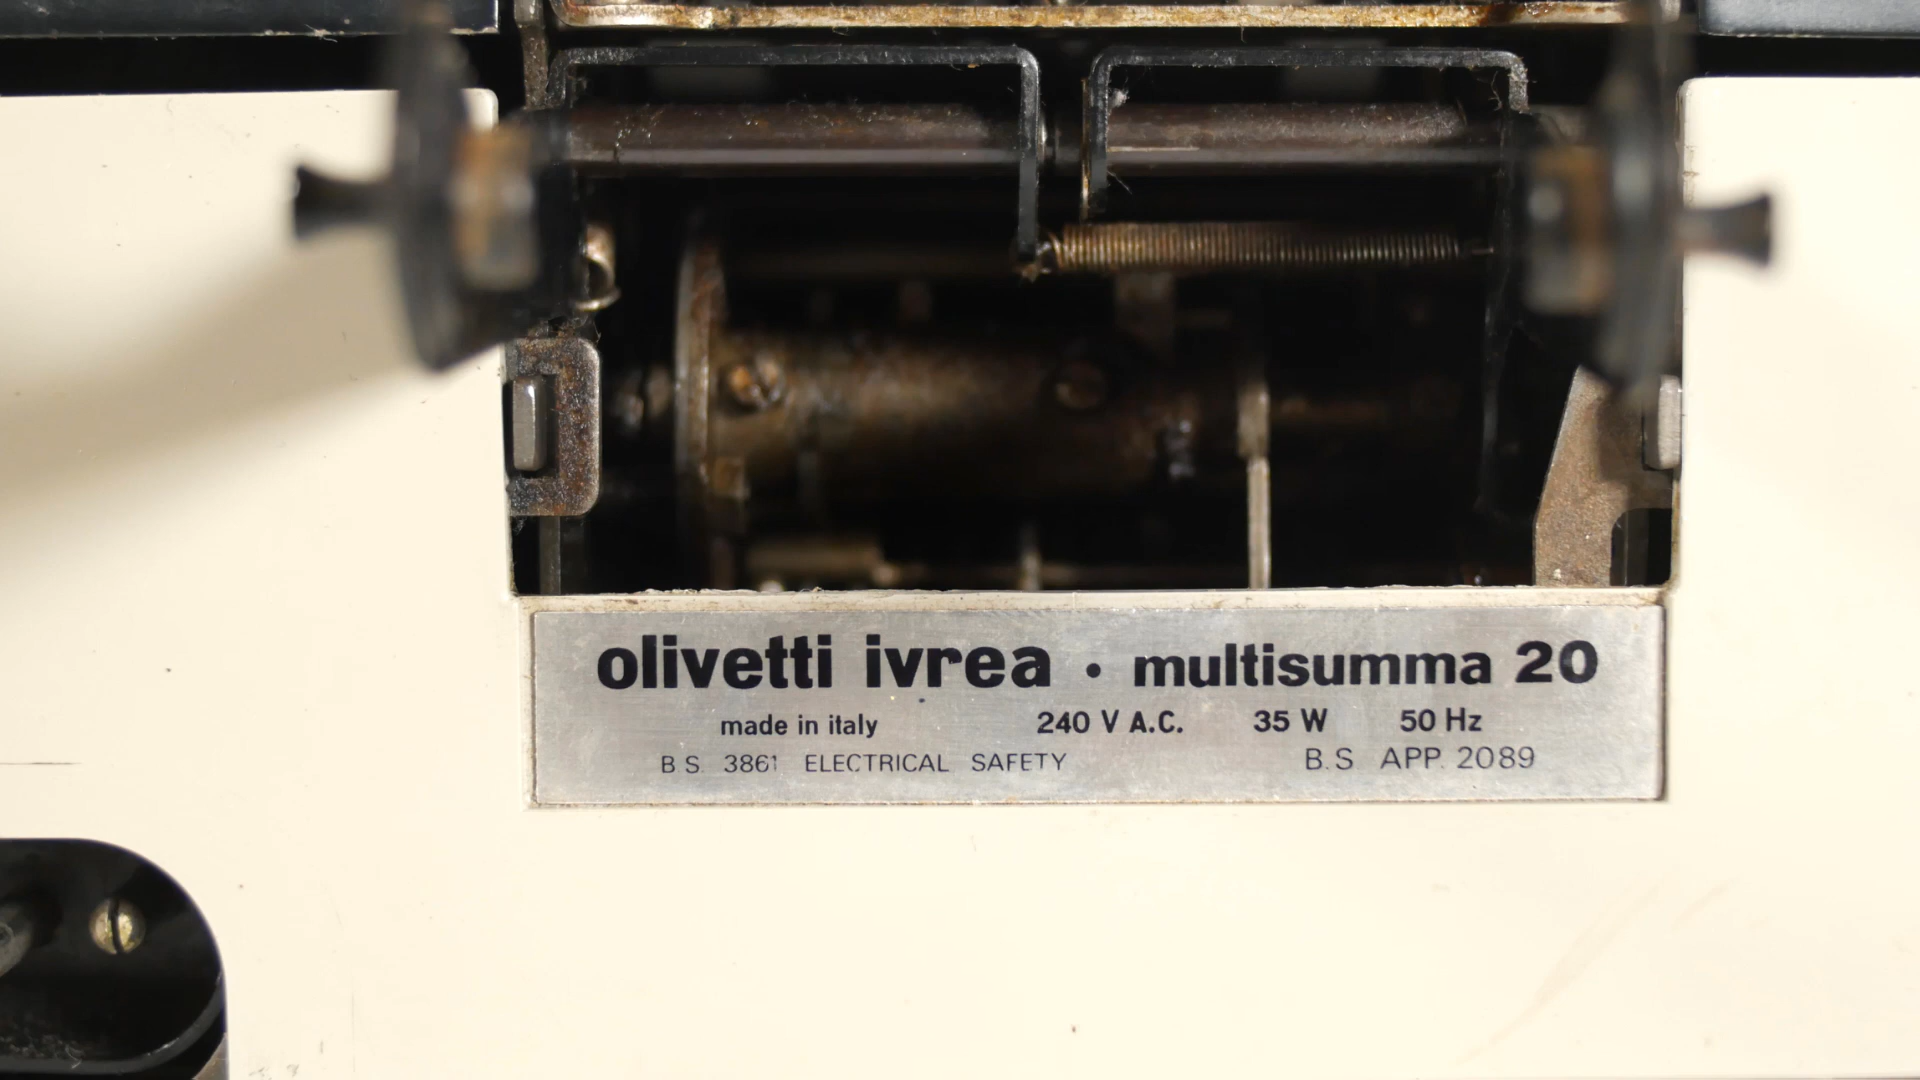 olivetti ivrea • multisumma 20
made in italy 240 V A.C. 35 W 50 Hz
B.S. 3861 ELECTRICAL SAFETY B.S APP. 2089